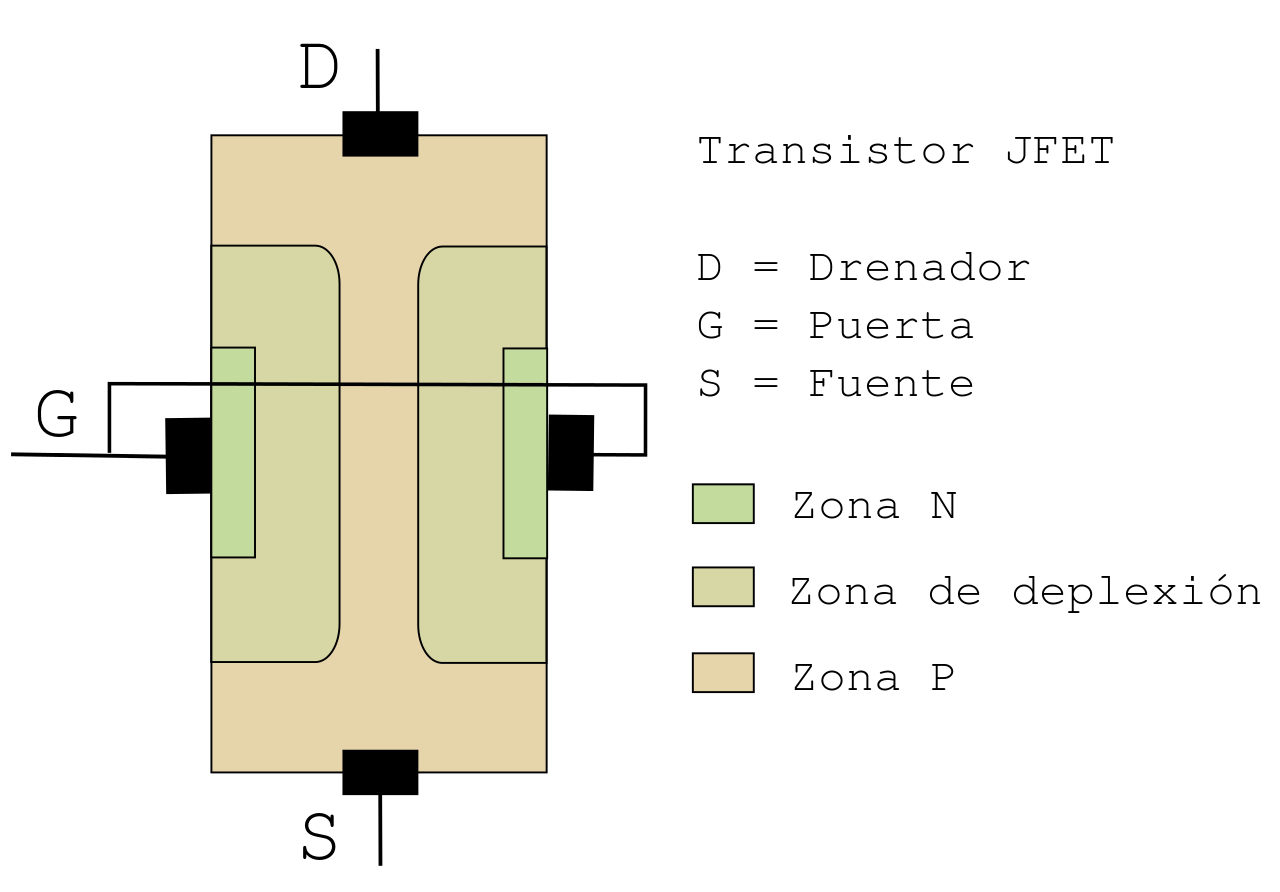 D
Transistor JFET
D = Drenador
G = Puerta
S = Fuente
G
Zona N
Zona de deplexión
Zona P
S